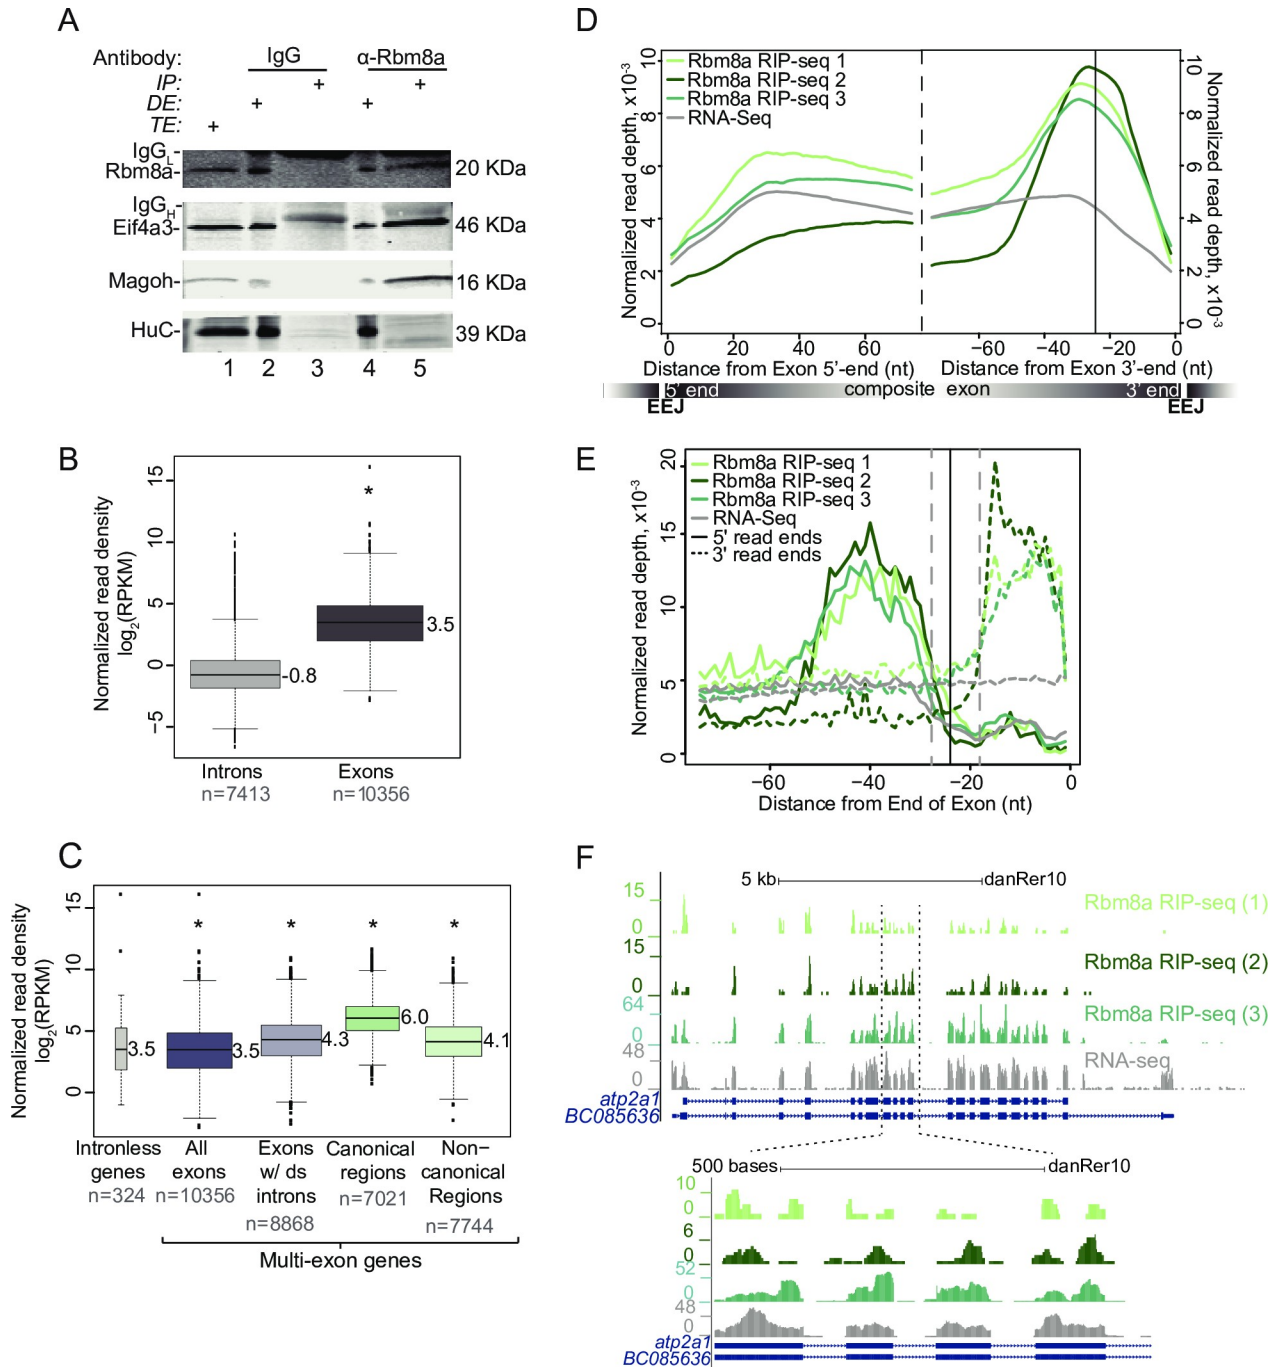 A
Antibody: IgG α-Rbm8a
IP: + +
DE: + +
TE: +
IgGL-
Rbm8a- 20 KDa
IgGH-
Eif4a3- 46 KDa
Magoh- 16 KDa
HuC- 39 KDa
1 2 3 4 5
B
Normalized read density
log2(RPKM)
15
10
5
0
−5
*
-0.8
3.5
Introns Exons
n=7413 n=10356
C
Normalized read density
log2(RPKM)
15
10
5
0
* * * *
3.5 3.5 4.3 6.0 4.1
Intronless genes
n=324
All exons
n=10356
Exons w/ ds introns
n=8868
Canonical regions
n=7021
Non−canonical Regions
n=7744
Multi-exon genes
D
Rbm8a RIP-seq 1
Rbm8a RIP-seq 2
Rbm8a RIP-seq 3
RNA-Seq
Normalized read depth, x10-3
10
8
6
4
2
0
Normalized read depth, x10-3
10
8
6
4
2
0
0 20 40 60 −60 −40 −20 0
Distance from Exon 5’-end (nt) Distance from Exon 3’-end (nt)
5’ end composite exon 3’ end
EEJ EEJ
E
Rbm8a RIP-seq 1
Rbm8a RIP-seq 2
Rbm8a RIP-seq 3
RNA-Seq
5' read ends
3' read ends
Normalized read depth, x10-3
20
15
10
5
0
−60 −40 −20 0
Distance from End of Exon (nt)
F
5 kb danRer10
15
0
Rbm8a RIP-seq (1)
15
0
Rbm8a RIP-seq (2)
64
0
Rbm8a RIP-seq (3)
48
0
RNA-seq
atp2a1
BC085636
500 bases danRer10
10
0
6
0
52
0
48
0
atp2a1
BC085636